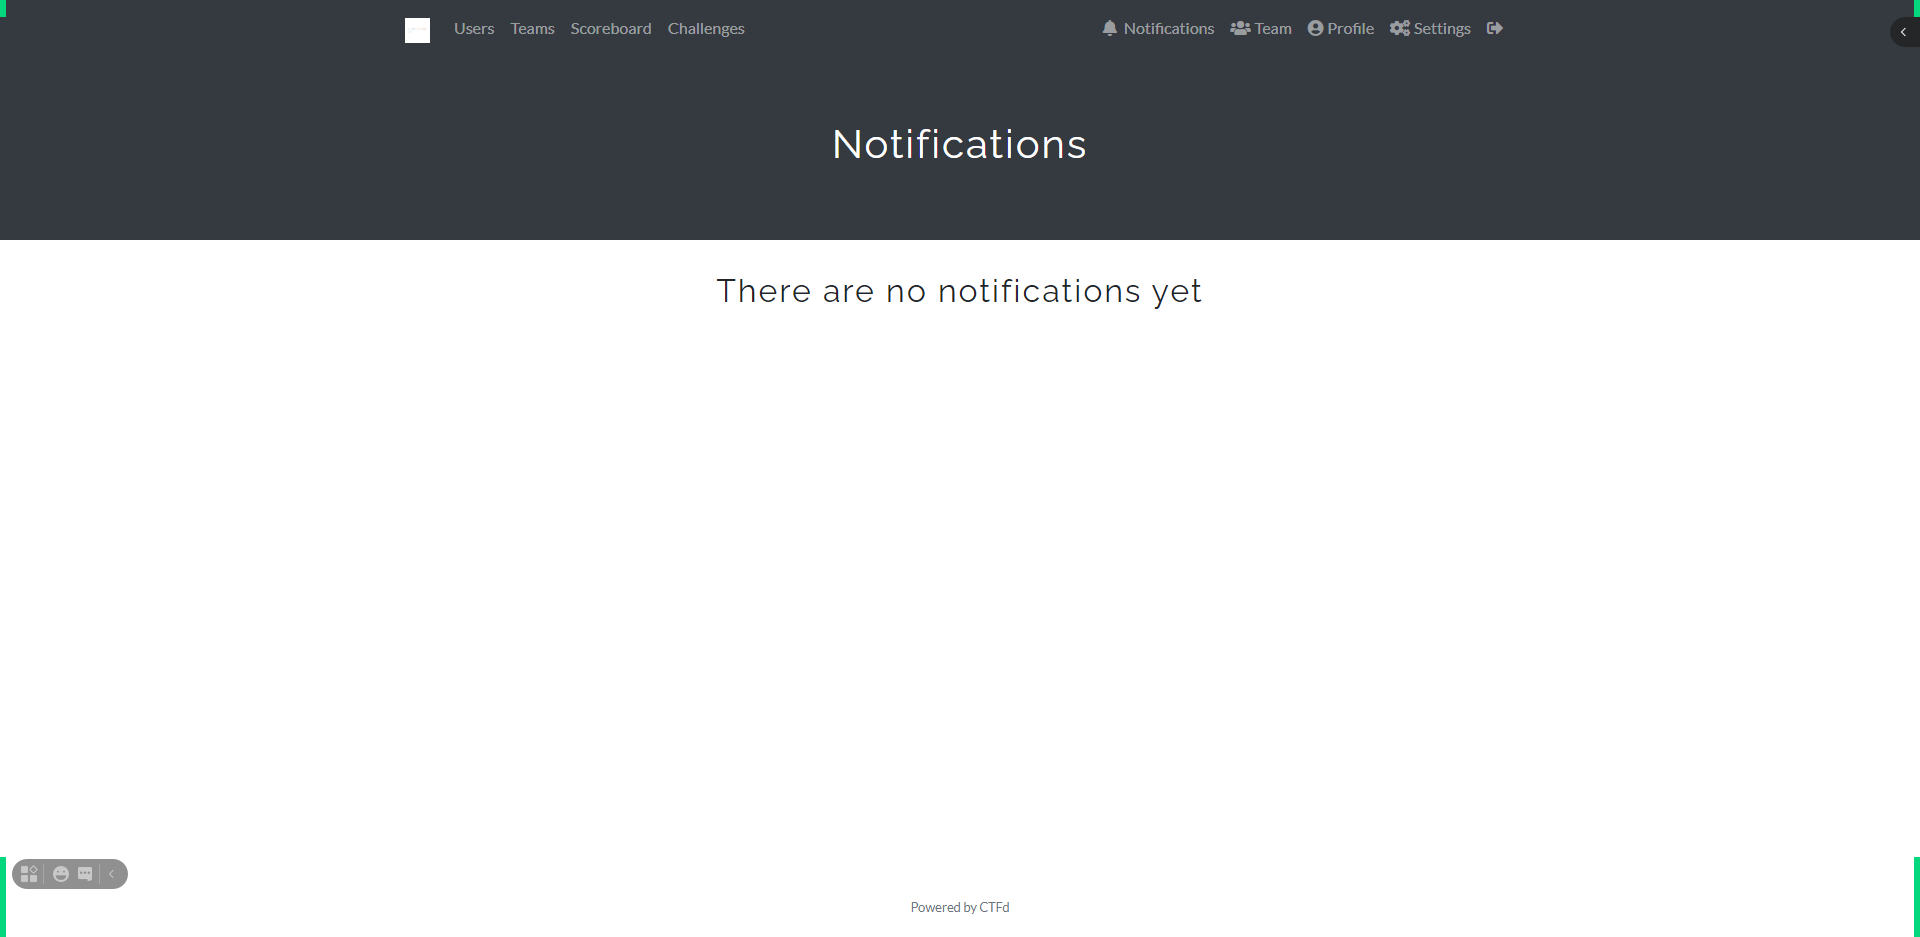 Users Teams Scoreboard Challenges Notifications Team Profile Settings
Notifications
There are no notifications yet
Powered by CTFd